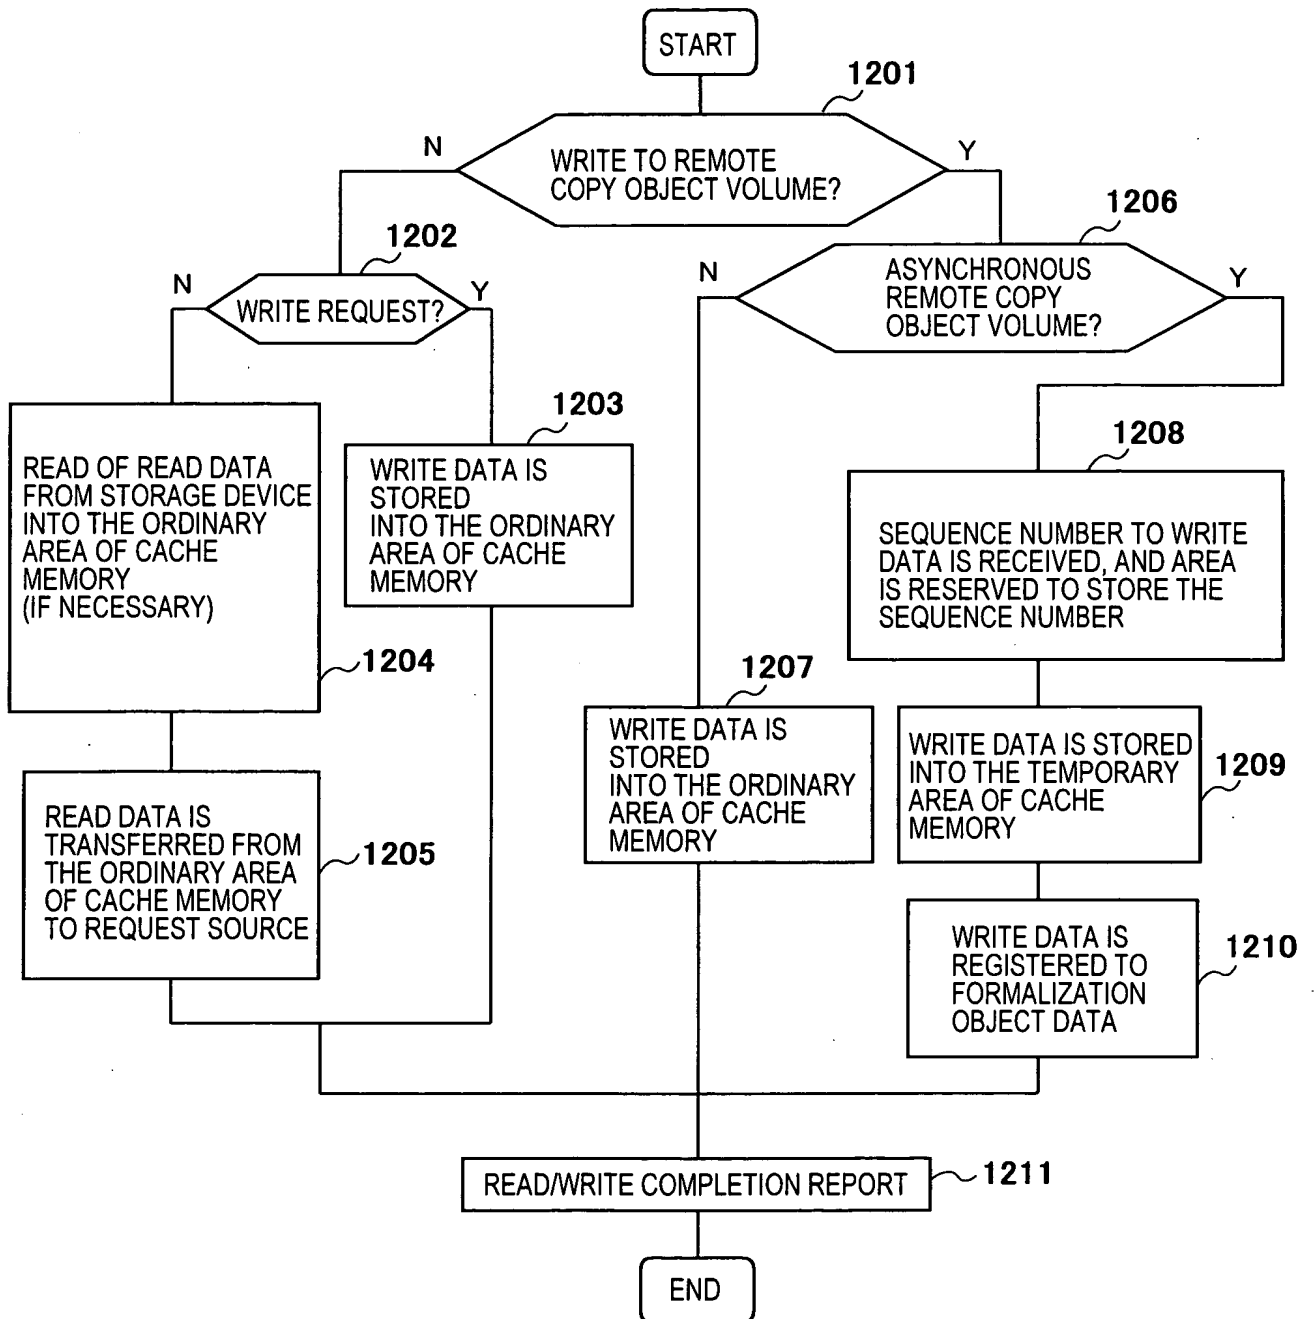 START
1201
N
WRITE TO REMOTE
COPY OBJECT VOLUME?
Y
1206
1202
N
WRITE REQUEST?
Y
N
ASYNCHRONOUS
REMOTE COPY
OBJECT VOLUME?
Y
1203
READ OF READ DATA
FROM STORAGE DEVICE
INTO THE ORDINARY
AREA OF CACHE
MEMORY
(IF NECESSARY)
1204
WRITE DATA IS
STORED
INTO THE ORDINARY
AREA OF CACHE
MEMORY
1208
SEQUENCE NUMBER TO WRITE
DATA IS RECEIVED, AND AREA
IS RESERVED TO STORE THE
SEQUENCE NUMBER
1207
WRITE DATA IS
STORED
INTO THE ORDINARY
AREA OF CACHE
MEMORY
WRITE DATA IS STORED
INTO THE TEMPORARY
AREA OF CACHE
MEMORY
1209
READ DATA IS
TRANSFERRED FROM
THE ORDINARY AREA
OF CACHE MEMORY
TO REQUEST SOURCE
1205
WRITE DATA IS
REGISTERED TO
FORMALIZATION
OBJECT DATA
1210
READ/WRITE COMPLETION REPORT
1211
END